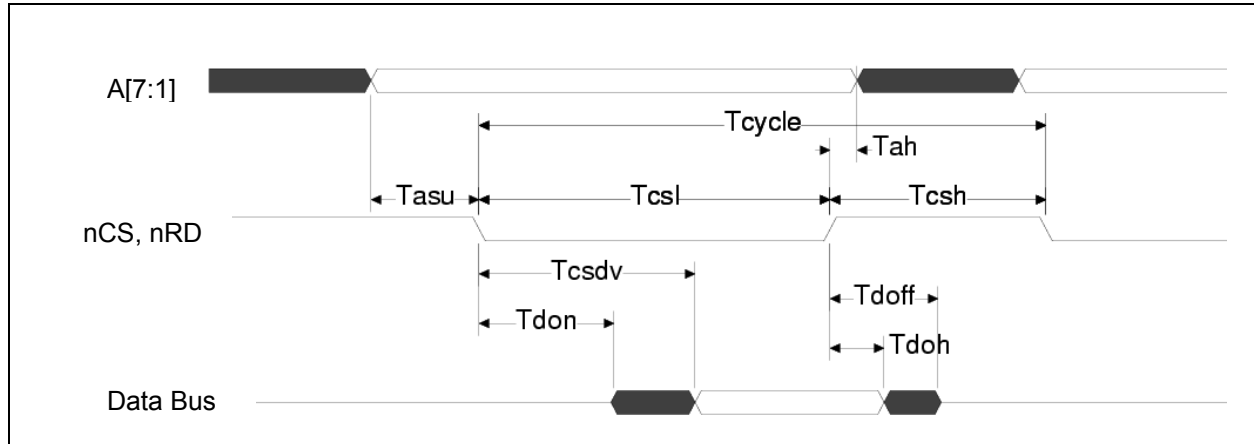 A[7:1]
Tcycle
Tah
Tasu
Tcsl
Tcsh
nCS, nRD
Tcsdv
Tdoff
Tdon
Tdoh
Data Bus